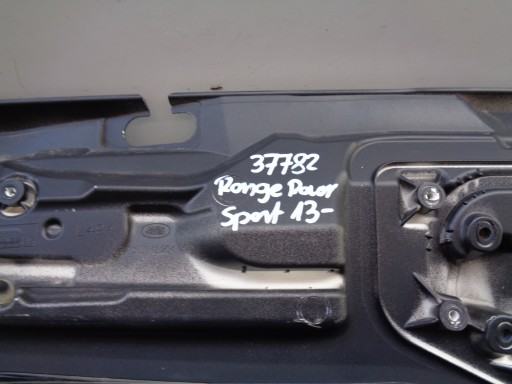 37782
Range Rover
Sport 13-